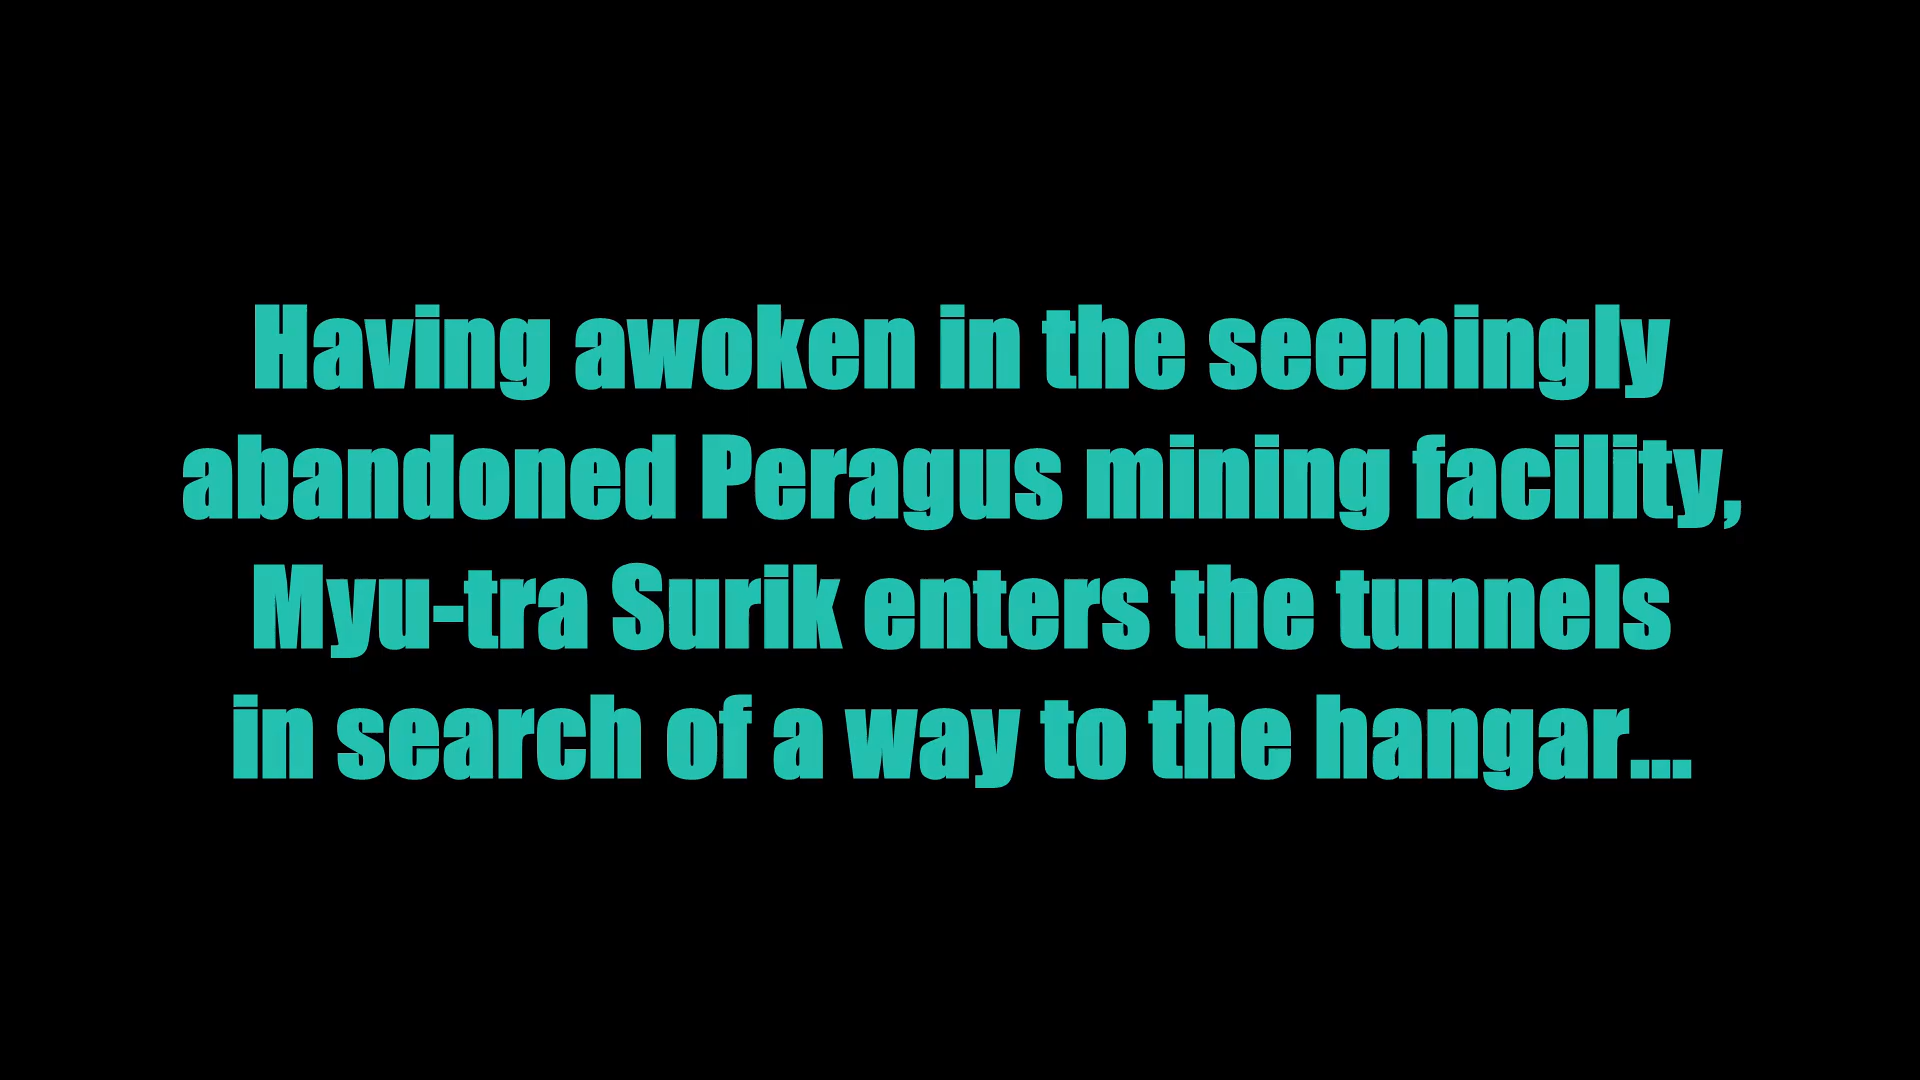 Having awoken in the seemingly
abandoned Peragus mining facility,
Myu-tra Surik enters the tunnels
in search of a way to the hangar...